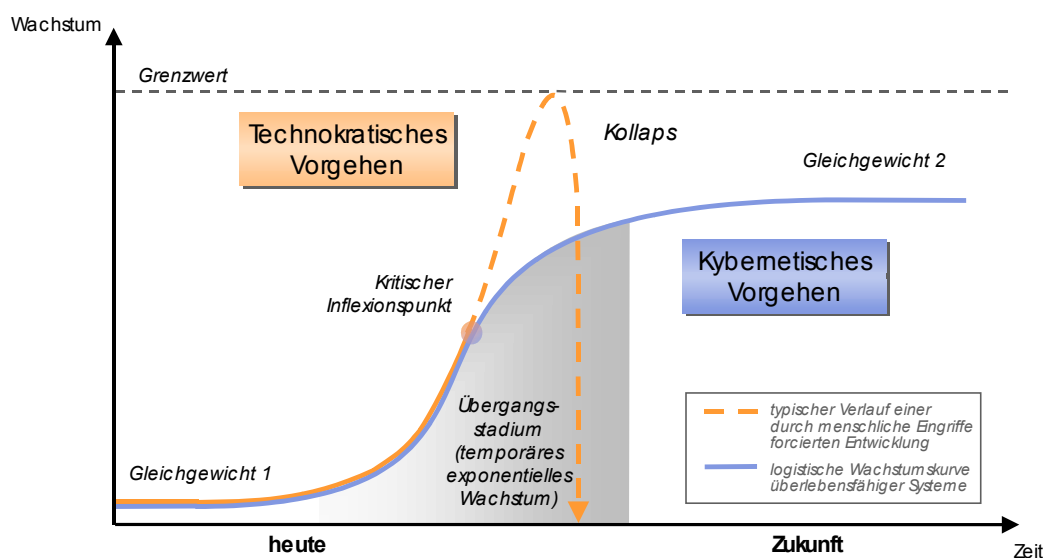 Wachstum
Grenzwert
Technokratisches
Vorgehen
Kollaps
Gleichgewicht 2
Kritischer
Inflexionspunkt
Kybernetisches
Vorgehen
Übergangs-
stadium
(temporäres
exponentielles
Wachstum)
typischer Verlauf einer
durch menschliche Eingriffe
forcierten Entwicklung
logistische Wachstumskurve
überlebensfähiger Systeme
Gleichgewicht 1
heute
Zukunft
Zeit